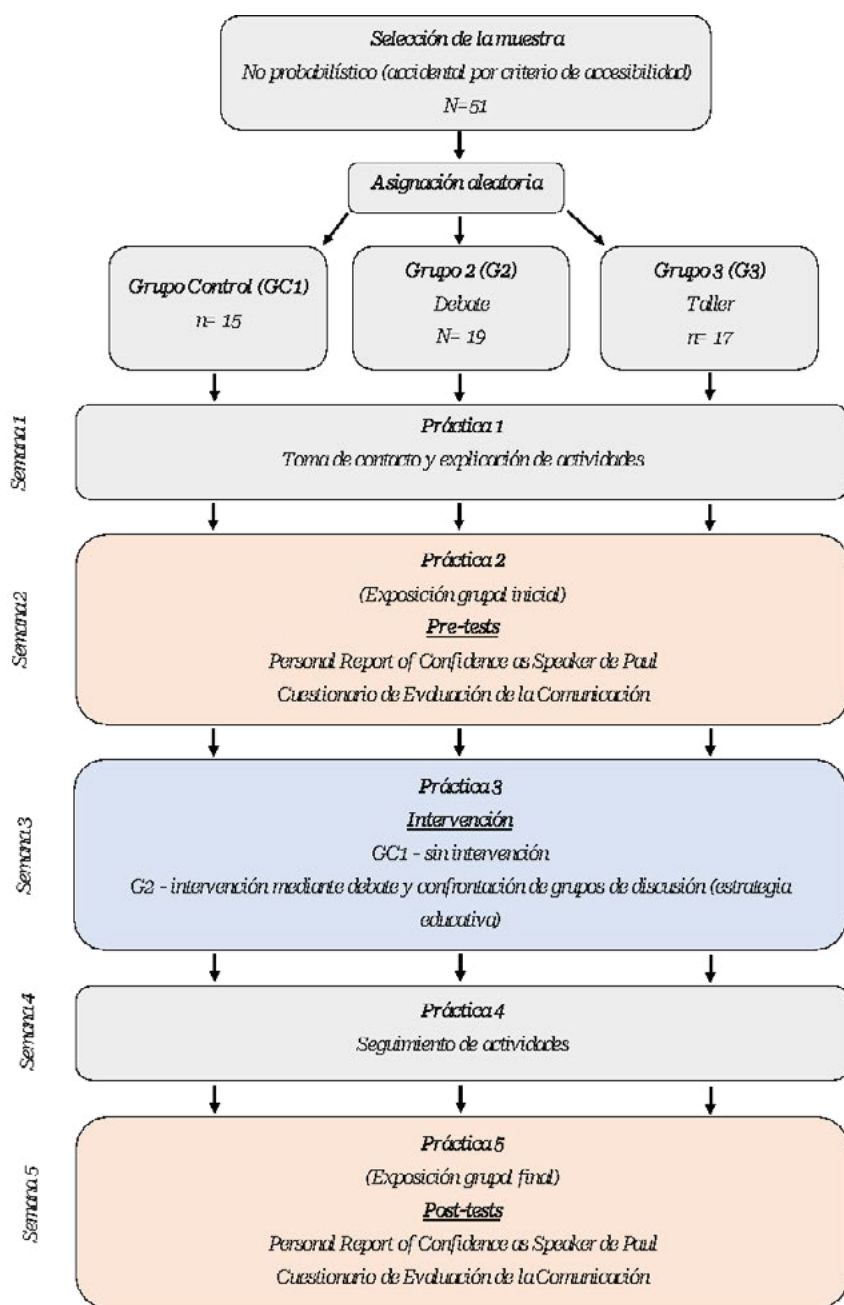 Selección de la muestra
No probabilístico (accidental por criterio de accesibilidad)
N=51
Asignación aleatoria
Grupo Control (GC1)
n= 15
Grupo 2 (G2)
Debate
N= 19
Grupo 3 (G3)
Taller
n= 17
Semana 1
Práctica 1
Toma de contacto y explicación de actividades
Semana 2
Práctica 2
(Exposición grupal inicial)
Pre-tests
Personal Report of Confidence as Speaker de Paul
Cuestionario de Evaluación de la Comunicación
Semana 3
Práctica 3
Intervención
GC1 - sin intervención
G2 - intervención mediante debate y confrontación de grupos de discusión (estrategia
educativa)
Semana 4
Práctica 4
Seguimiento de actividades
Semana 5
Práctica 5
(Exposición grupal final)
Post-tests
Personal Report of Confidence as Speaker de Paul
Cuestionario de Evaluación de la Comunicación